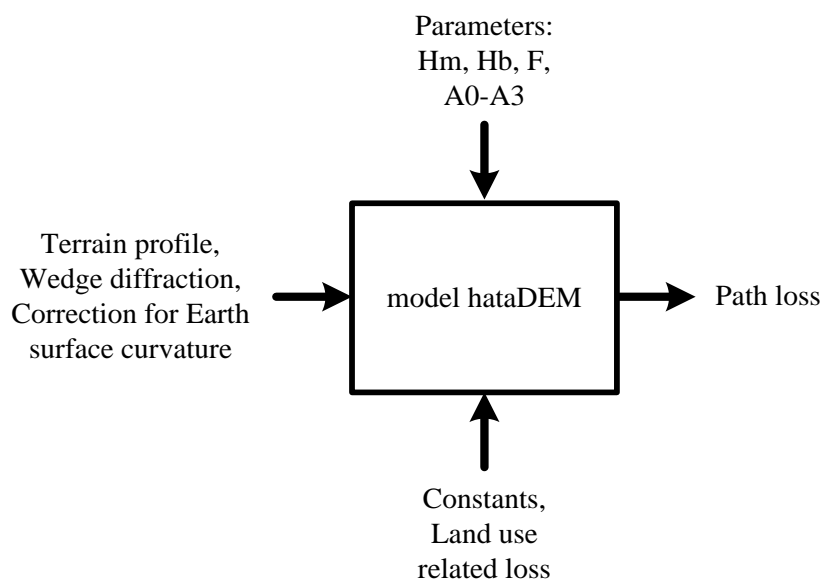 Parameters:
Hm, Hb, F,
A0-A3
Terrain profile,
Wedge diffraction,
Correction for Earth
surface curvature
model hataDEM
Path loss
Constants,
Land use
related loss